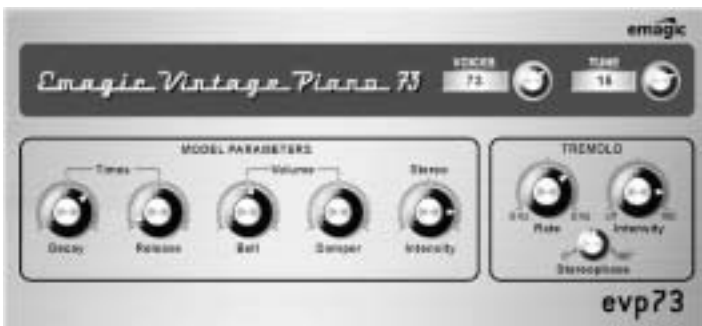 emagic
Emagic Vintage Piano 73
VOICES
73
TUNE
MODEL PARAMETERS
Times
Volume
Stereo
Decay
Release
Bell
Damper
Intensity
TREMOLO
Rate
Intensity
Stereophase
evp73